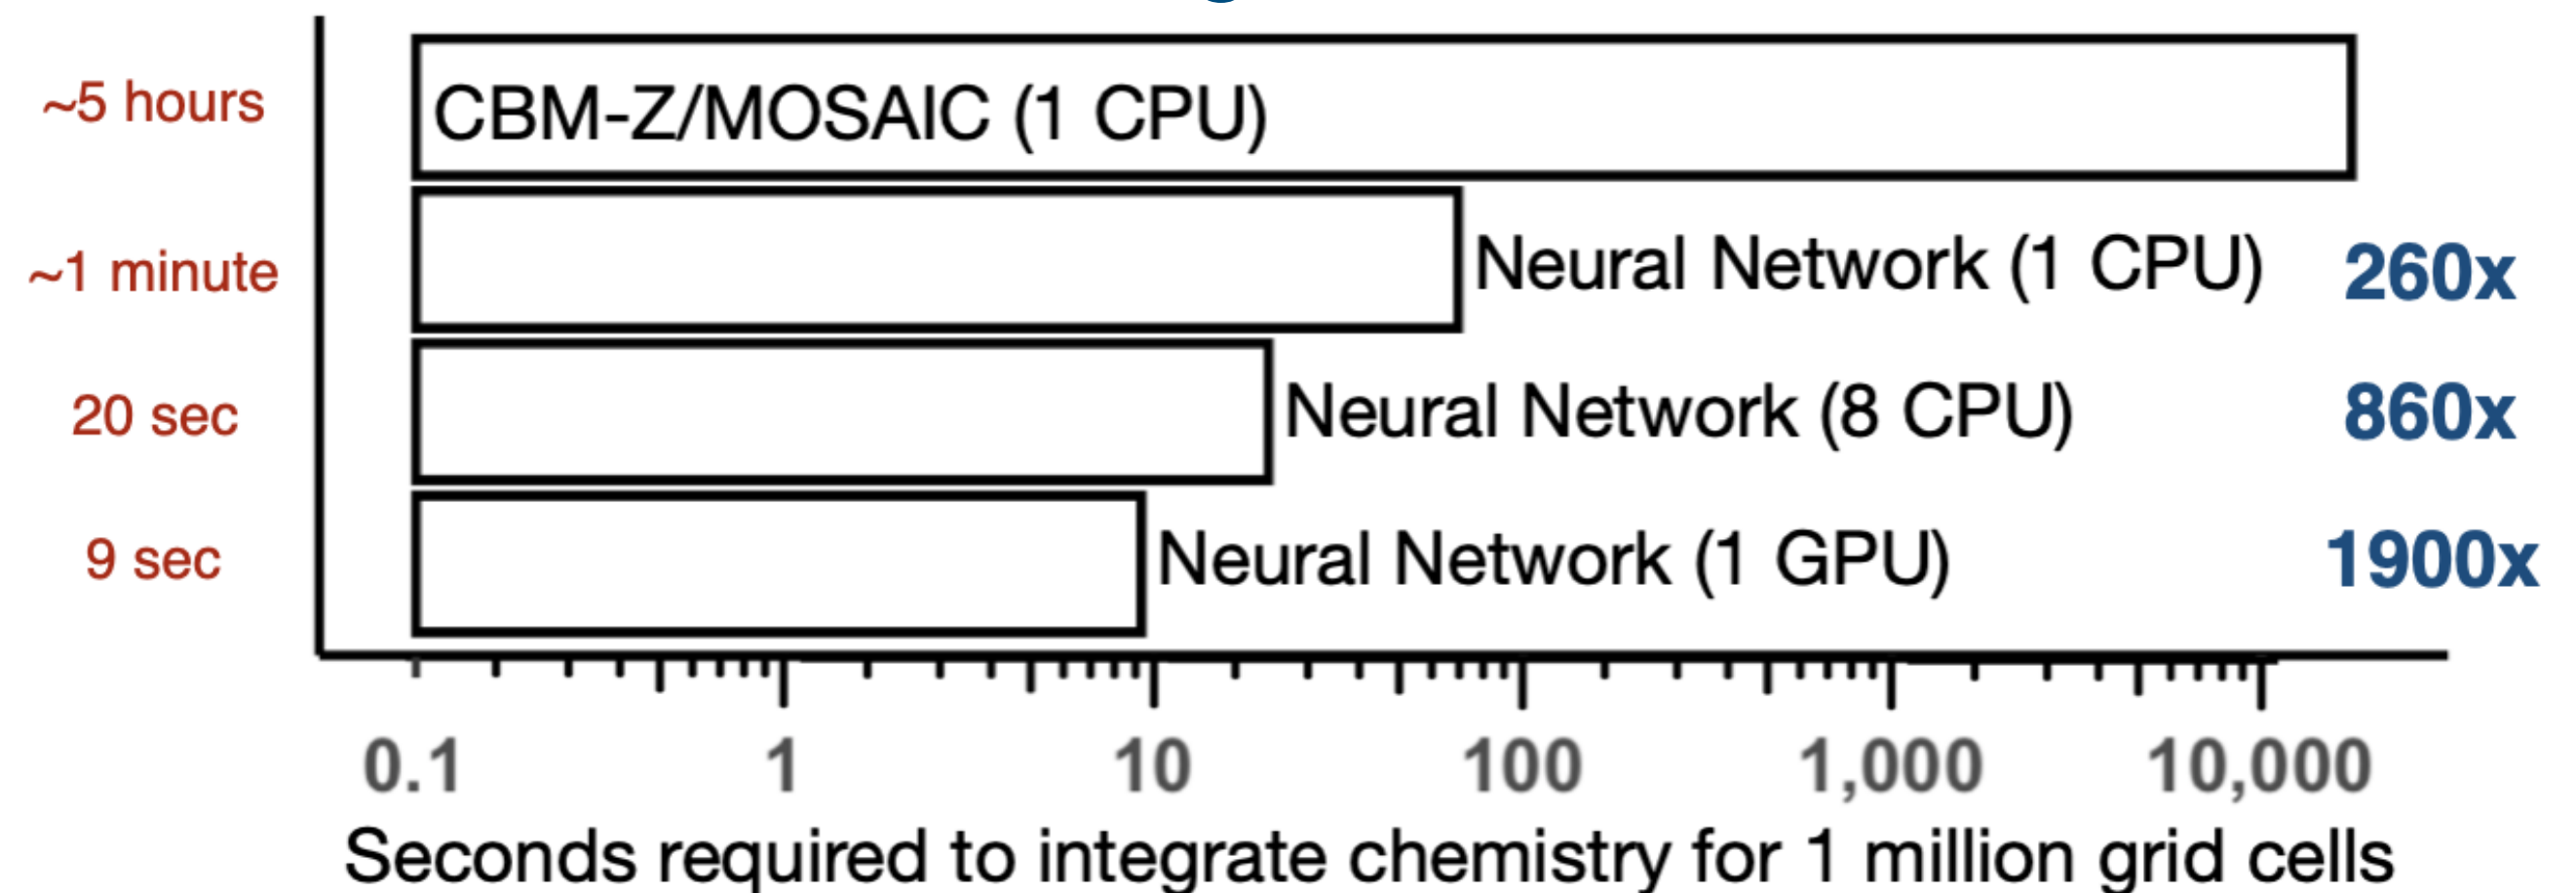 ~5 hours
CBM-Z/MOSAIC (1 CPU)
~1 minute
Neural Network (1 CPU)
260x
20 sec
Neural Network (8 CPU)
860x
9 sec
Neural Network (1 GPU)
1900x
0.1
1
10
100
1,000
10,000
Seconds required to integrate chemistry for 1 million grid cells